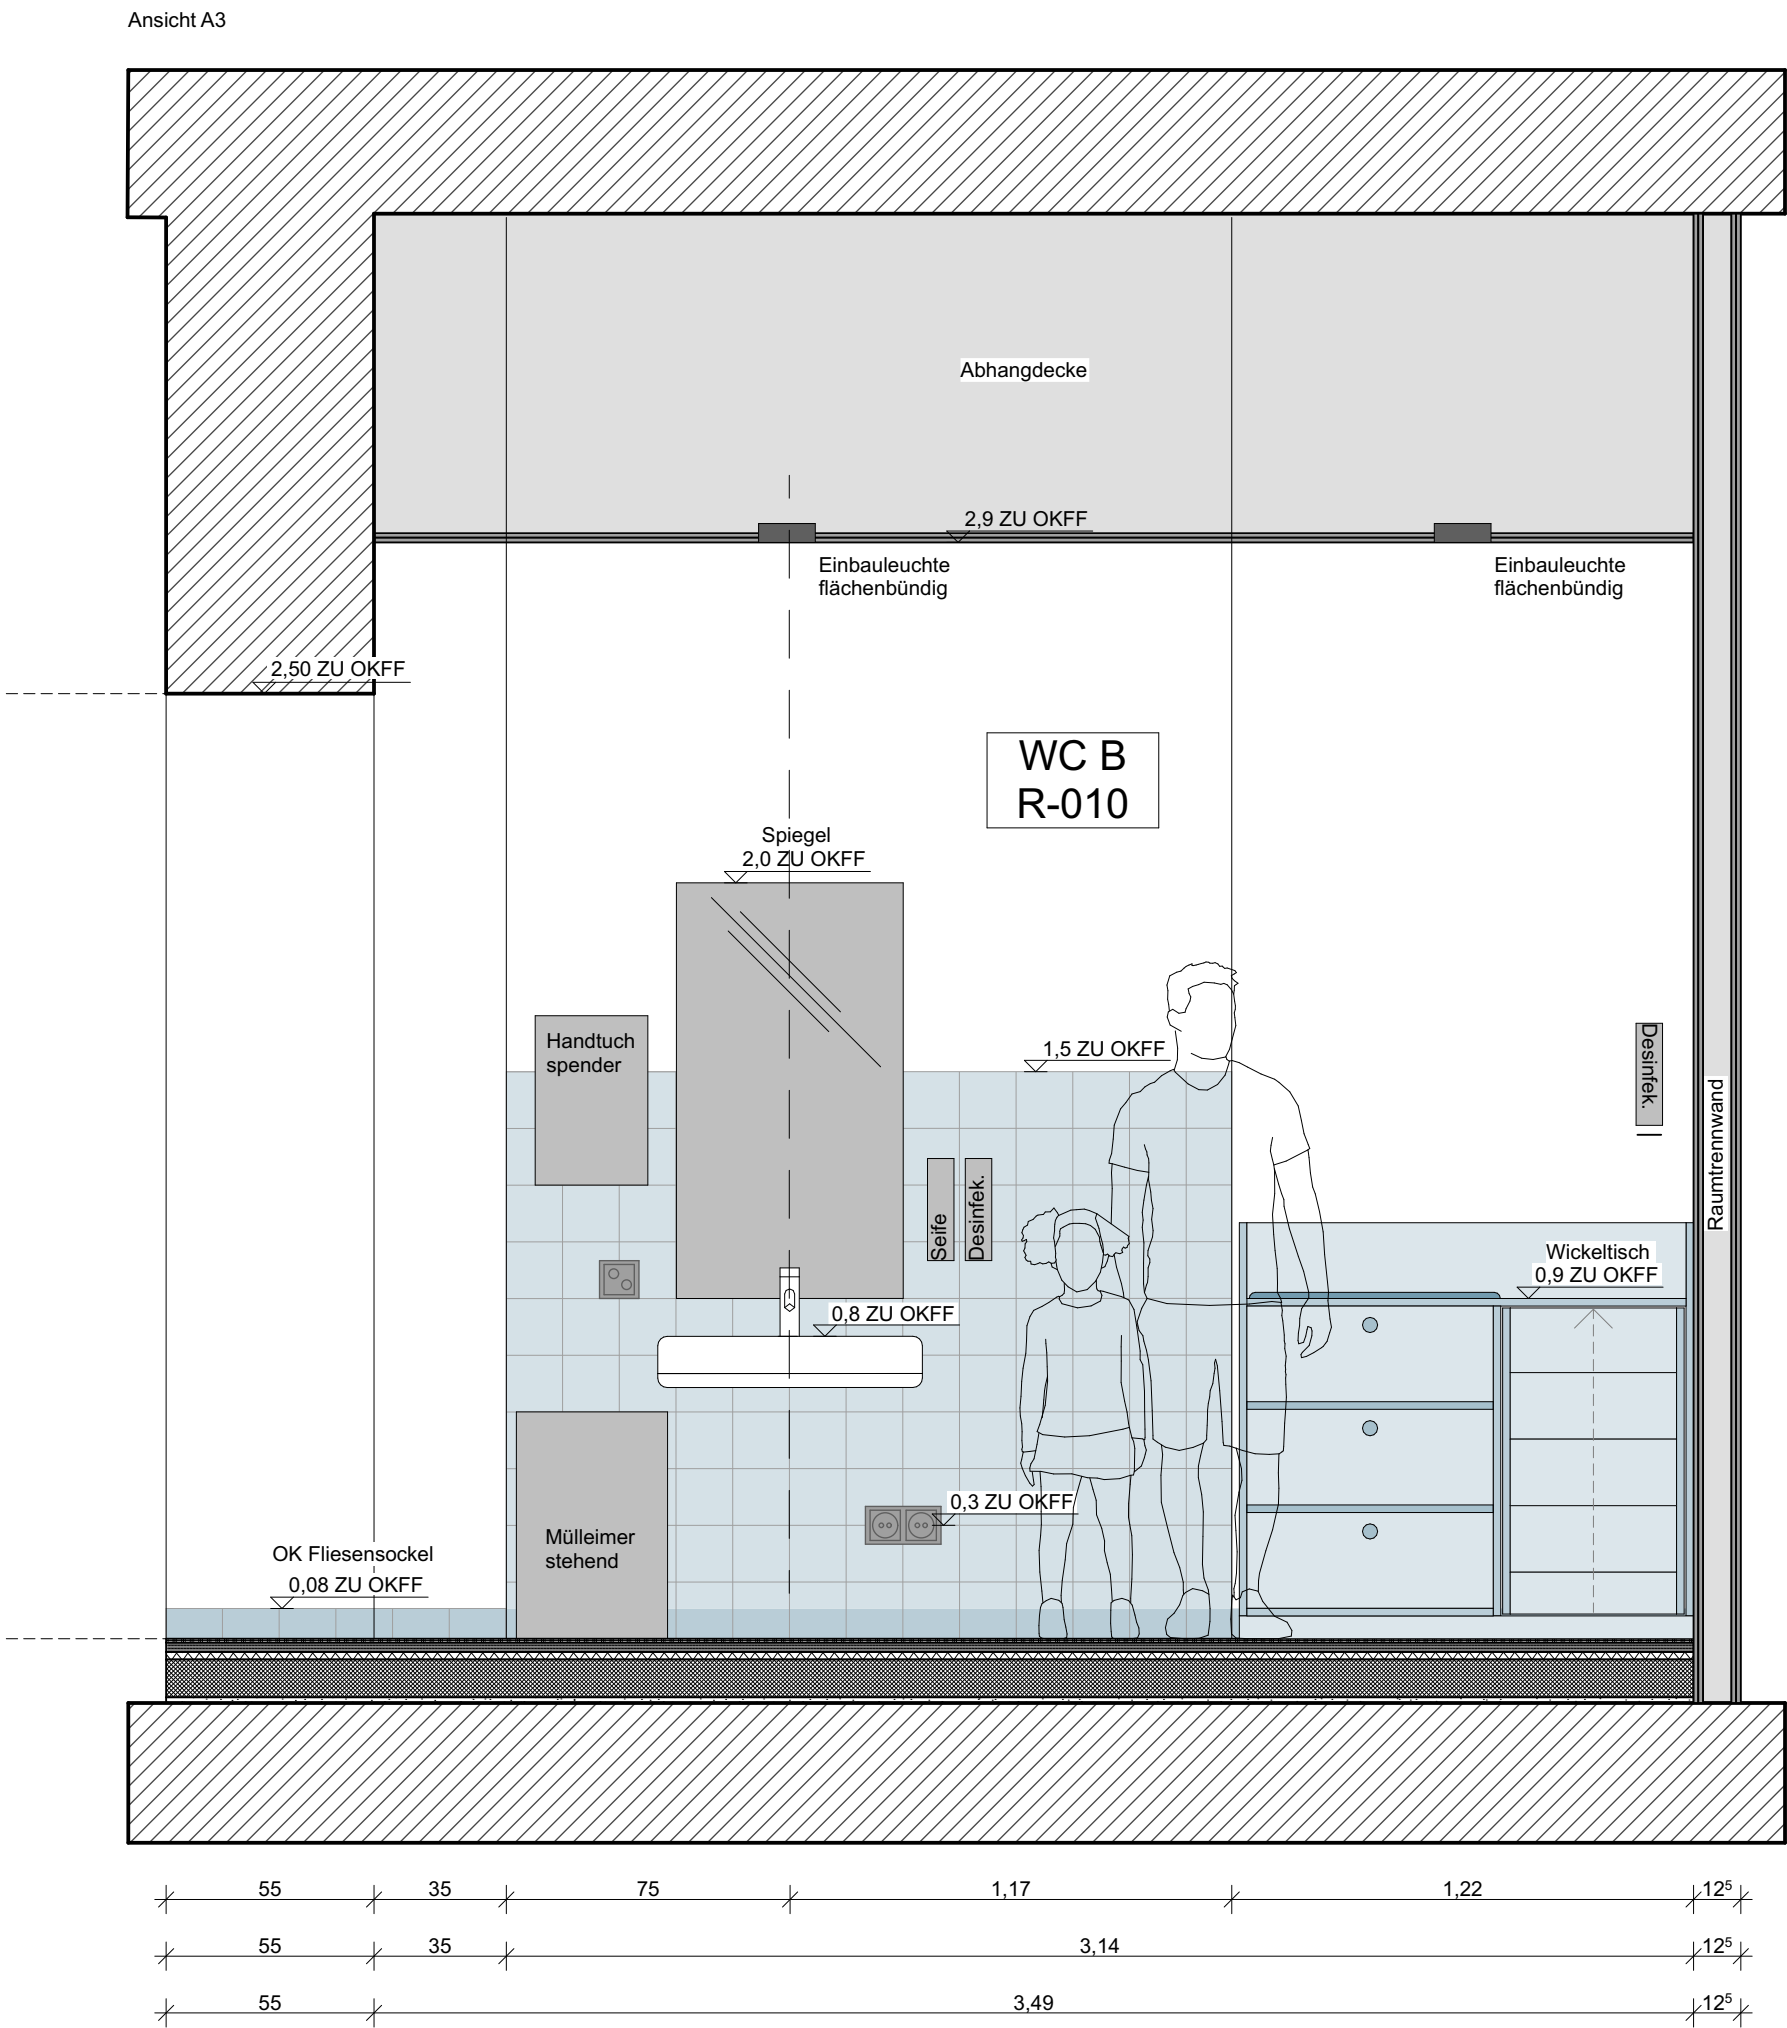 Ansicht A3
Abhangdecke
2,9 ZU OKFF
Einbauleuchte
flächenbündig
Einbauleuchte
flächenbündig
2,50 ZU OKFF
WC B
R-010
Spiegel
2,0 ZU OKFF
Handtuch
spender
1,5 ZU OKFF
Desinfek.
Raumtrennwand
Seife
Desinfek.
Wickeltisch
0,9 ZU OKFF
0,8 ZU OKFF
0,3 ZU OKFF
Mülleimer
stehend
OK Fliesensockel
0,08 ZU OKFF
55 35 75 1,17 1,22 12⁵
55 35 3,14 12⁵
55 3,49 12⁵